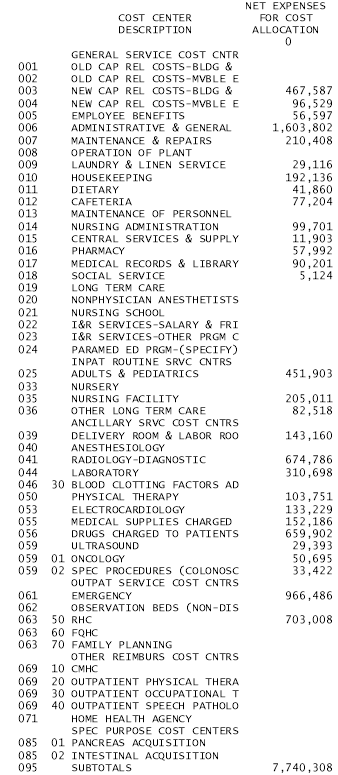 NET EXPENSES
COST CENTER FOR COST
DESCRIPTION ALLOCATION
0
GENERAL SERVICE COST CNTR
001 OLD CAP REL COSTS-BLDG &
002 OLD CAP REL COSTS-MVBLE E
003 NEW CAP REL COSTS-BLDG & 467,587
004 NEW CAP REL COSTS-MVBLE E 96,529
005 EMPLOYEE BENEFITS 56,597
006 ADMINISTRATIVE & GENERAL 1,603,802
007 MAINTENANCE & REPAIRS 210,408
008 OPERATION OF PLANT
009 LAUNDRY & LINEN SERVICE 29,116
010 HOUSEKEEPING 192,136
011 DIETARY 41,860
012 CAFETERIA 77,204
013 MAINTENANCE OF PERSONNEL
014 NURSING ADMINISTRATION 99,701
015 CENTRAL SERVICES & SUPPLY 11,903
016 PHARMACY 57,992
017 MEDICAL RECORDS & LIBRARY 90,201
018 SOCIAL SERVICE 5,124
019 LONG TERM CARE
020 NONPHYSICIAN ANESTHETISTS
021 NURSING SCHOOL
022 I&R SERVICES-SALARY & FRI
023 I&R SERVICES-OTHER PRGM C
024 PARAMED ED PRGM-(SPECIFY)
INPAT ROUTINE SRVC CNTRS
025 ADULTS & PEDIATRICS 451,903
033 NURSERY
035 NURSING FACILITY 205,011
036 OTHER LONG TERM CARE 82,518
ANCILLARY SRVC COST CNTRS
039 DELIVERY ROOM & LABOR ROO 143,160
040 ANESTHESIOLOGY
041 RADIOLOGY-DIAGNOSTIC 674,786
044 LABORATORY 310,698
046 30 BLOOD CLOTTING FACTORS AD
050 PHYSICAL THERAPY 103,751
053 ELECTROCARDIOLOGY 133,229
055 MEDICAL SUPPLIES CHARGED 152,186
056 DRUGS CHARGED TO PATIENTS 659,902
059 ULTRASOUND 29,393
059 01 ONCOLOGY 50,695
059 02 SPEC PROCEDURES (COLONOSC 33,422
OUTPAT SERVICE COST CNTRS
061 EMERGENCY 966,486
062 OBSERVATION BEDS (NON-DIS
063 50 RHC 703,008
063 60 FQHC
063 70 FAMILY PLANNING
OTHER REIMBURS COST CNTRS
069 10 CMHC
069 20 OUTPATIENT PHYSICAL THERA
069 30 OUTPATIENT OCCUPATIONAL T
069 40 OUTPATIENT SPEECH PATHOLO
071 HOME HEALTH AGENCY
SPEC PURPOSE COST CENTERS
085 01 PANCREAS ACQUISITION
085 02 INTESTINAL ACQUISITION
095 SUBTOTALS 7,740,308